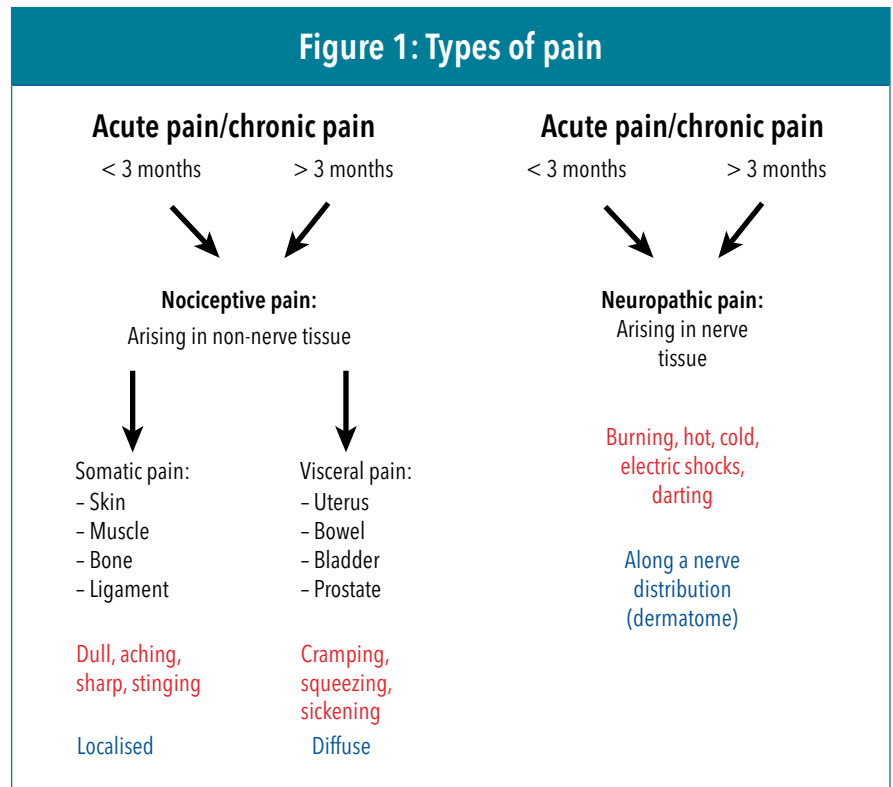 Figure 1: Types of pain
Acute pain/chronic pain
< 3 months > 3 months
Nociceptive pain:
Arising in non-nerve tissue
Somatic pain:
– Skin
– Muscle
– Bone
– Ligament
Dull, aching,
sharp, stinging
Localised
Visceral pain:
– Uterus
– Bowel
– Bladder
– Prostate
Cramping,
squeezing,
sickening
Diffuse
Acute pain/chronic pain
< 3 months > 3 months
Neuropathic pain:
Arising in nerve
tissue
Burning, hot, cold,
electric shocks,
darting
Along a nerve
distribution
(dermatome)